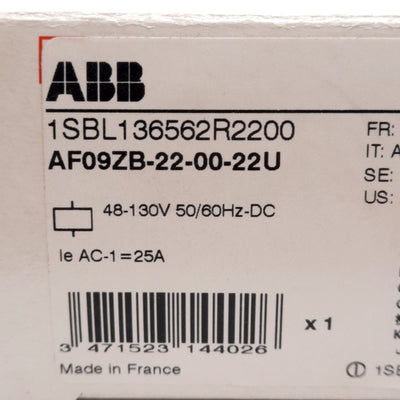 ABB
1SBL136562R2200
AF09ZB-22-00-22U
48-130V 50/60Hz-DC
Ie AC-1=25A
x 1
3 471523 144026
Made in France
FR:
IT: A
SE:
US: